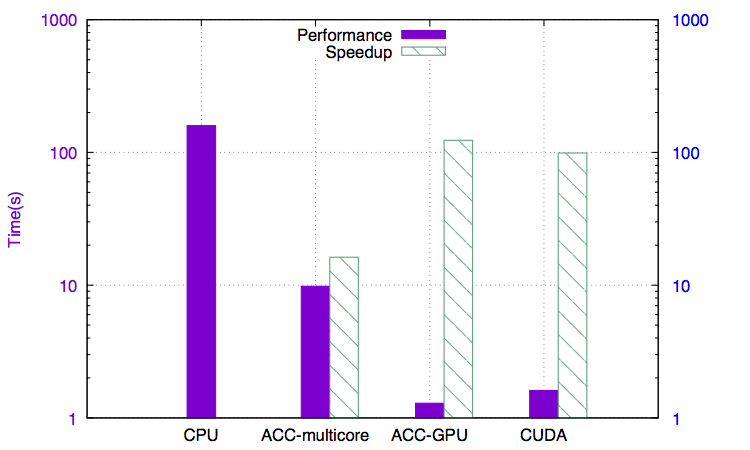 1000
1000
Performance
Speedup
100
100
Time(s)
10
10
1
1
CPU
ACC-multicore
ACC-GPU
CUDA